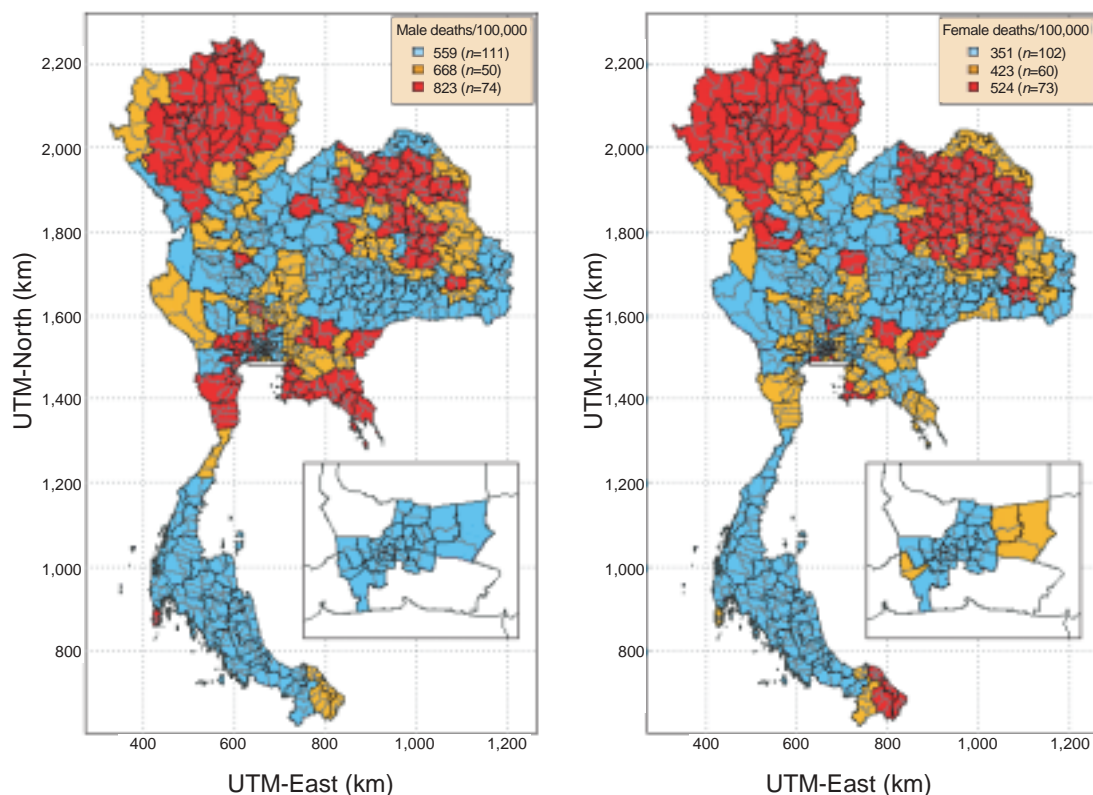 Male deaths/100,000
559 (n=111)
668 (n=50)
823 (n=74)
2,200
2,000
1,800
1,600
1,400
1,200
1,000
800
UTM-North (km)
400 600 800 1,000 1,200
UTM-East (km)
Female deaths/100,000
351 (n=102)
423 (n=60)
524 (n=73)
2,200
2,000
1,800
1,600
1,400
1,200
1,000
800
UTM-North (km)
400 600 800 1,000 1,200
UTM-East (km)